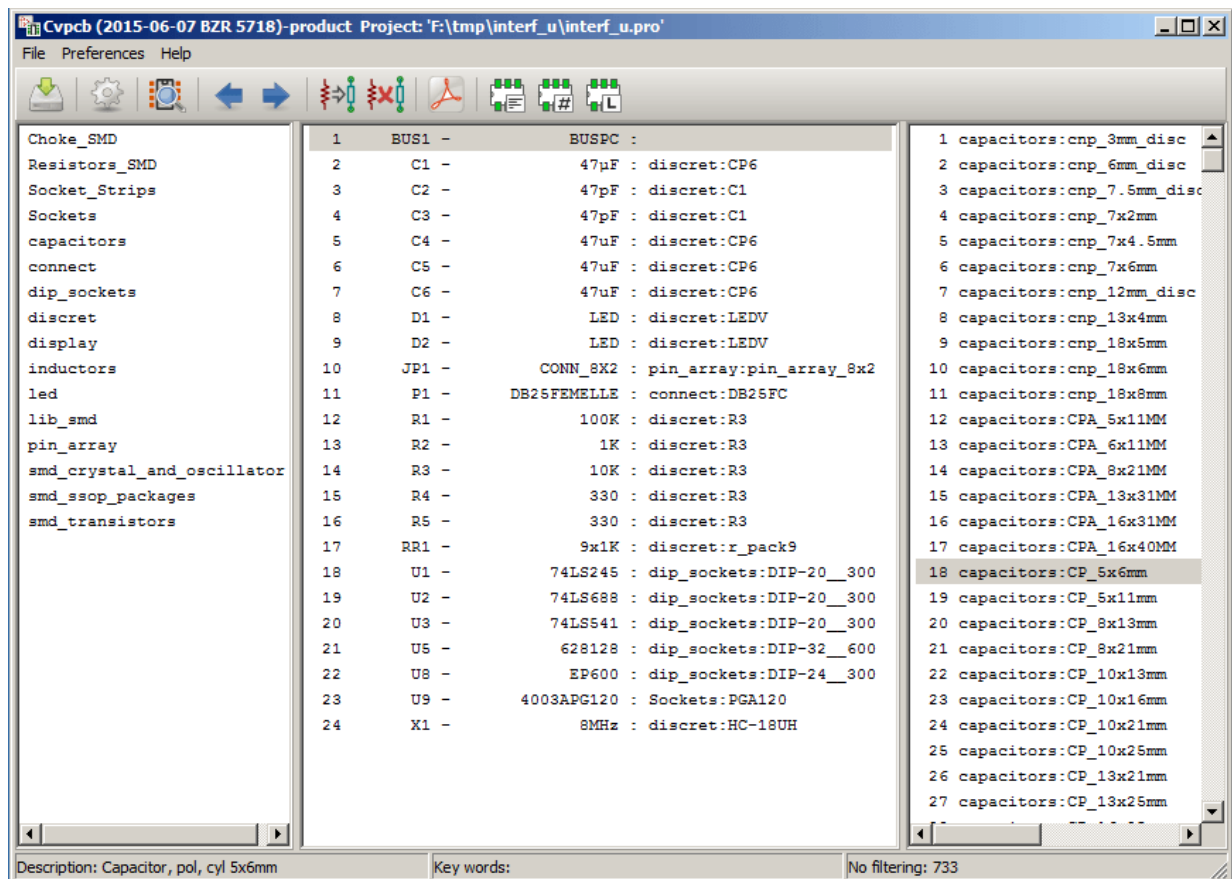 Cvpcb (2015-06-07 BZR 5718)-product Project: 'F:\tmp\interf_u\interf_u.pro'
File Preferences Help
Choke_SMD
Resistors_SMD
Socket_Strips
Sockets
capacitors
connect
dip_sockets
discret
display
inductors
led
lib_smd
pin_array
smd_crystal_and_oscillator
smd_ssop_packages
smd_transistors
1 BUS1 - BUSPC :
2 C1 - 47µF : discret:CP6
3 C2 - 47pF : discret:C1
4 C3 - 47pF : discret:C1
5 C4 - 47uF : discret:CP6
6 C5 - 47uF : discret:CP6
7 C6 - 47uF : discret:CP6
8 D1 - LED : discret:LEDV
9 D2 - LED : discret:LEDV
10 JP1 - CONN_8X2 : pin_array:pin_array_8x2
11 P1 - DB25FEMELLE : connect:DB25FC
12 R1 - 100K : discret:R3
13 R2 - 1K : discret:R3
14 R3 - 10K : discret:R3
15 R4 - 330 : discret:R3
16 R5 - 330 : discret:R3
17 RR1 - 9x1K : discret:r_pack9
18 U1 - 74LS245 : dip_sockets:DIP-20__300
19 U2 - 74LS688 : dip_sockets:DIP-20__300
20 U3 - 74LS541 : dip_sockets:DIP-20__300
21 U5 - 628128 : dip_sockets:DIP-32__600
22 U8 - EP600 : dip_sockets:DIP-24__300
23 U9 - 4003APG120 : Sockets:PGA120
24 X1 - 8MHz : discret:HC-18UH
1 capacitors:cnp_3mm_disc
2 capacitors:cnp_6mm_disc
3 capacitors:cnp_7.5mm_disc
4 capacitors:cnp_7x2mm
5 capacitors:cnp_7x4.5mm
6 capacitors:cnp_7x6mm
7 capacitors:cnp_12mm_disc
8 capacitors:cnp_13x4mm
9 capacitors:cnp_18x5mm
10 capacitors:cnp_18x6mm
11 capacitors:cnp_18x8mm
12 capacitors:CPA_5x11MM
13 capacitors:CPA_6x11MM
14 capacitors:CPA_8x21MM
15 capacitors:CPA_13x31MM
16 capacitors:CPA_16x31MM
17 capacitors:CPA_16x40MM
18 capacitors:CP_5x6mm
19 capacitors:CP_5x11mm
20 capacitors:CP_8x13mm
21 capacitors:CP_8x21mm
22 capacitors:CP_10x13mm
23 capacitors:CP_10x16mm
24 capacitors:CP_10x21mm
25 capacitors:CP_10x25mm
26 capacitors:CP_13x21mm
27 capacitors:CP_13x25mm
Description: Capacitor, pol, cyl 5x6mm
Key words:
No filtering: 733